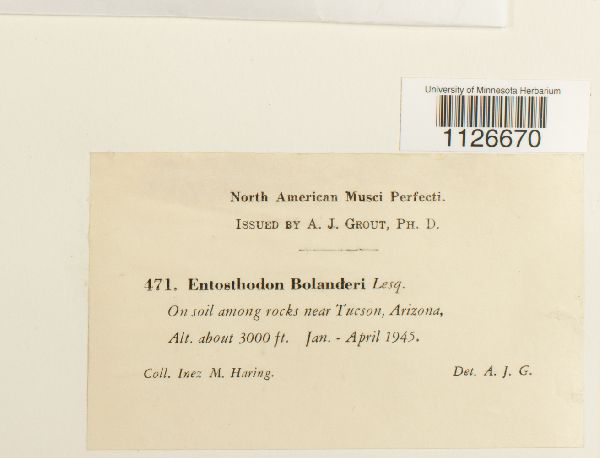 University of Minnesota Herbarium
1126670
North American Musci Perfecti.
Issued by A. J. Grout, Ph. D.
471. Entosthodon Bolanderi Lesq.
On soil among rocks near Tucson, Arizona,
Alt. about 3000 ft. Jan. - April 1945.
Coll. Inez M. Haring. Det. A. J. G.